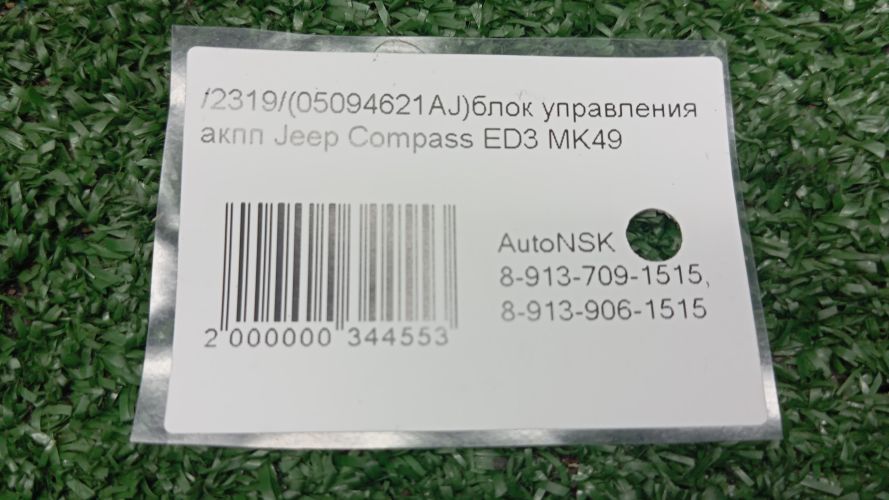 /2319/(05094621AJ)блок управления
акпп Jeep Compass ED3 MK49
AutoNSK
8-913-709-1515,
8-913-906-1515
2 000000 344553